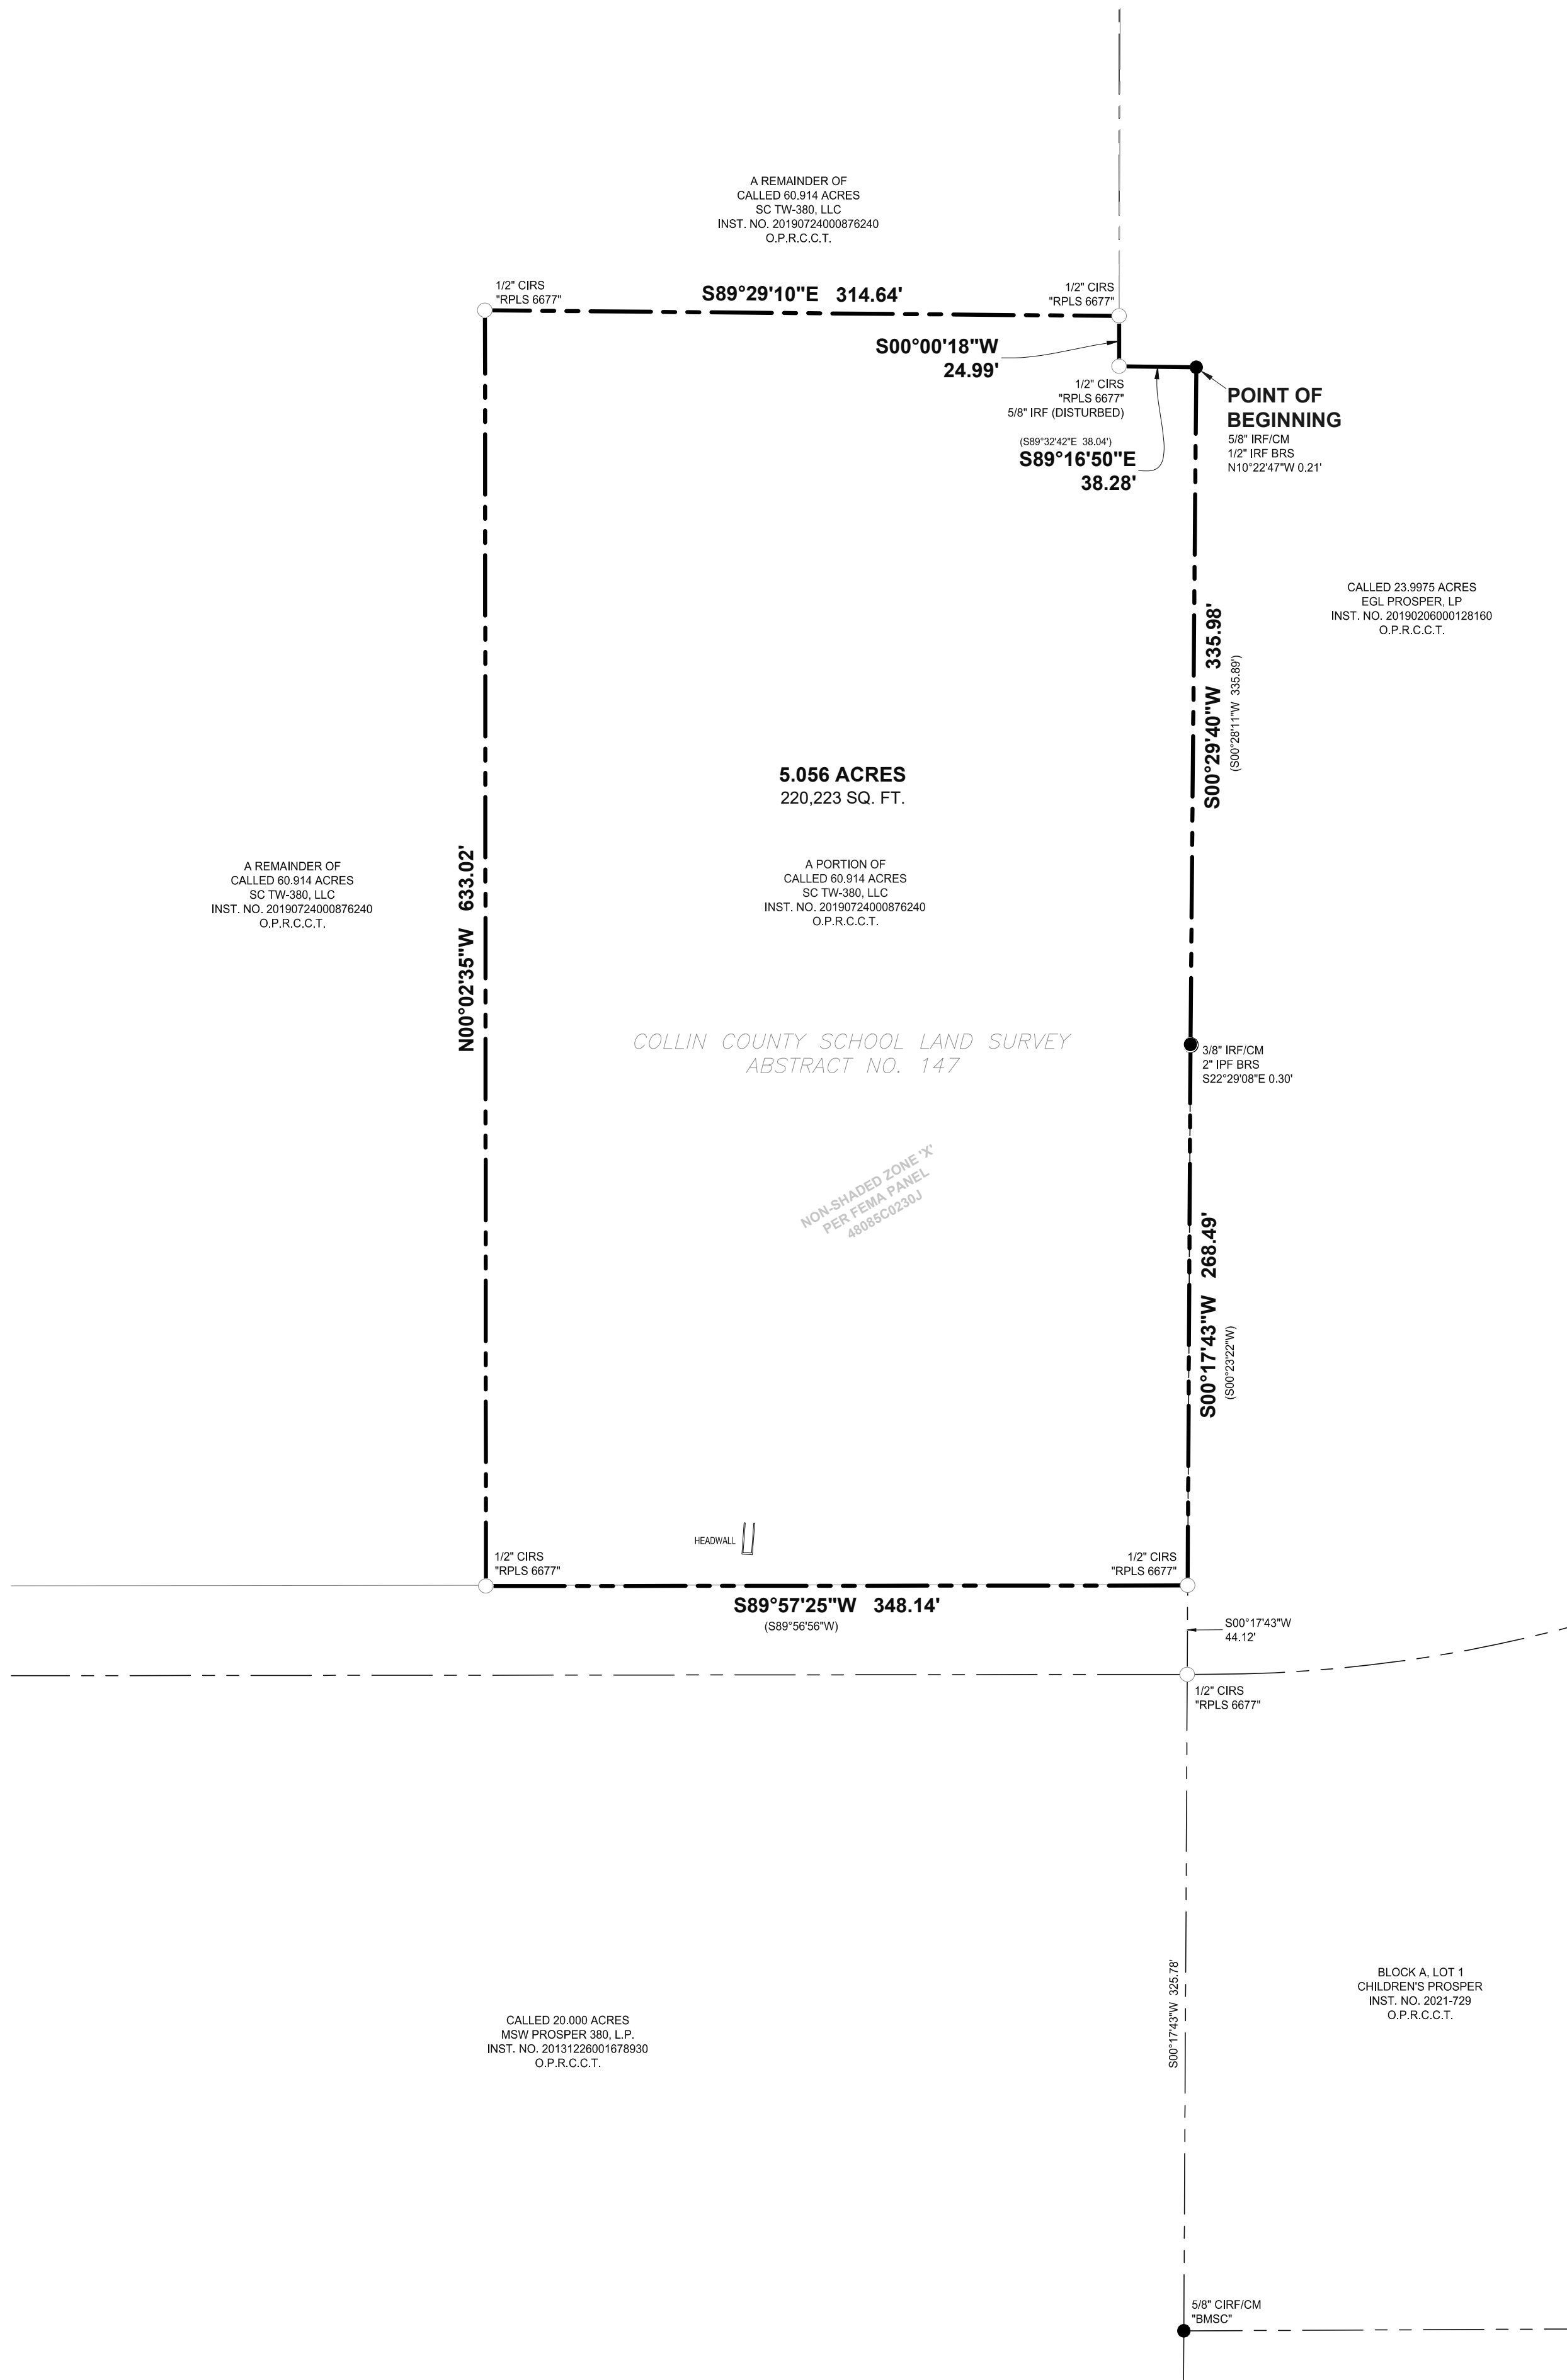 A REMAINDER OF
CALLED 60.914 ACRES
SC TW-380, LLC
INST. NO. 20190724000876240
O.P.R.C.C.T.
1/2" CIRS
"RPLS 6677"
S89°29'10"E 314.64'
1/2" CIRS
"RPLS 6677"
S00°00'18"W
24.99'
1/2" CIRS
"RPLS 6677"
5/8" IRF (DISTURBED)
POINT OF
BEGINNING
5/8" IRF/CM
1/2" IRF BRS
N10°22'47"W 0.21'
(S89°32'42"E 38.04')
S89°16'50"E
38.28'
CALLED 23.9975 ACRES
EGL PROSPER, LP
INST. NO. 20190206000128160
O.P.R.C.C.T.
S00°29'40"W 335.98'
(S00°28'11"W 335.89')
5.056 ACRES
220,223 SQ. FT.
A REMAINDER OF
CALLED 60.914 ACRES
SC TW-380, LLC
INST. NO. 20190724000876240
O.P.R.C.C.T.
N00°02'35"W 633.02'
A PORTION OF
CALLED 60.914 ACRES
SC TW-380, LLC
INST. NO. 20190724000876240
O.P.R.C.C.T.
COLLIN COUNTY SCHOOL LAND SURVEY
ABSTRACT NO. 147
3/8" IRF/CM
2" IPF BRS
S22°29'08"E 0.30'
NON-SHADED ZONE 'X'
PER FEMA PANEL
48085C0230J
S00°17'43"W 268.49'
(S00°23'22"W)
HEADWALL
1/2" CIRS
"RPLS 6677"
1/2" CIRS
"RPLS 6677"
S89°57'25"W 348.14'
(S89°56'56"W)
S00°17'43"W
44.12'
1/2" CIRS
"RPLS 6677"
S00°17'43"W 325.78'
BLOCK A, LOT 1
CHILDREN'S PROSPER
INST. NO. 2021-729
O.P.R.C.C.T.
CALLED 20.000 ACRES
MSW PROSPER 380, L.P.
INST. NO. 20131226001678930
O.P.R.C.C.T.
5/8" CIRF/CM
"BMSC"